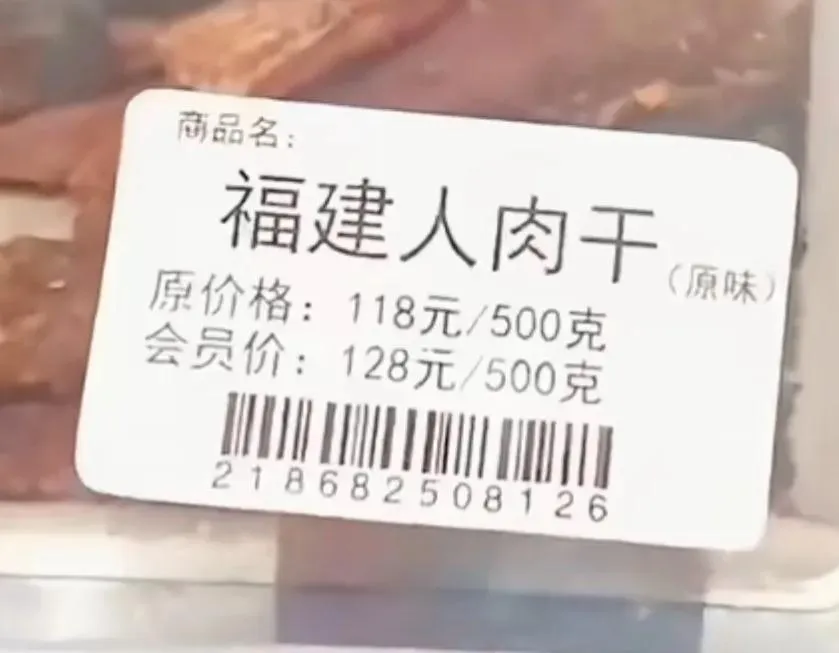 商品名:
福建人肉干(原味)
原价格: 118元/500克
会员价: 128元/500克
218682508126